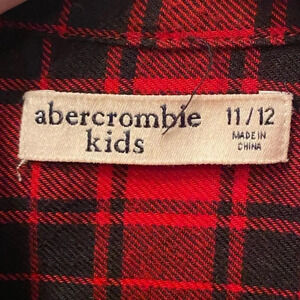 abercrombie
kids
11/12
MADE IN
CHINA